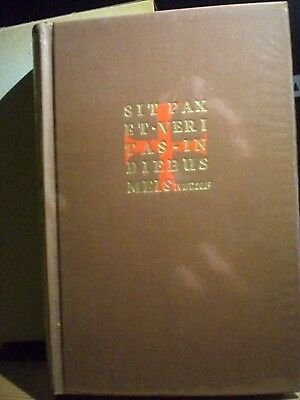 SIT PAX
ET·VERI
TAS·IN
DIEBUS
MEIS